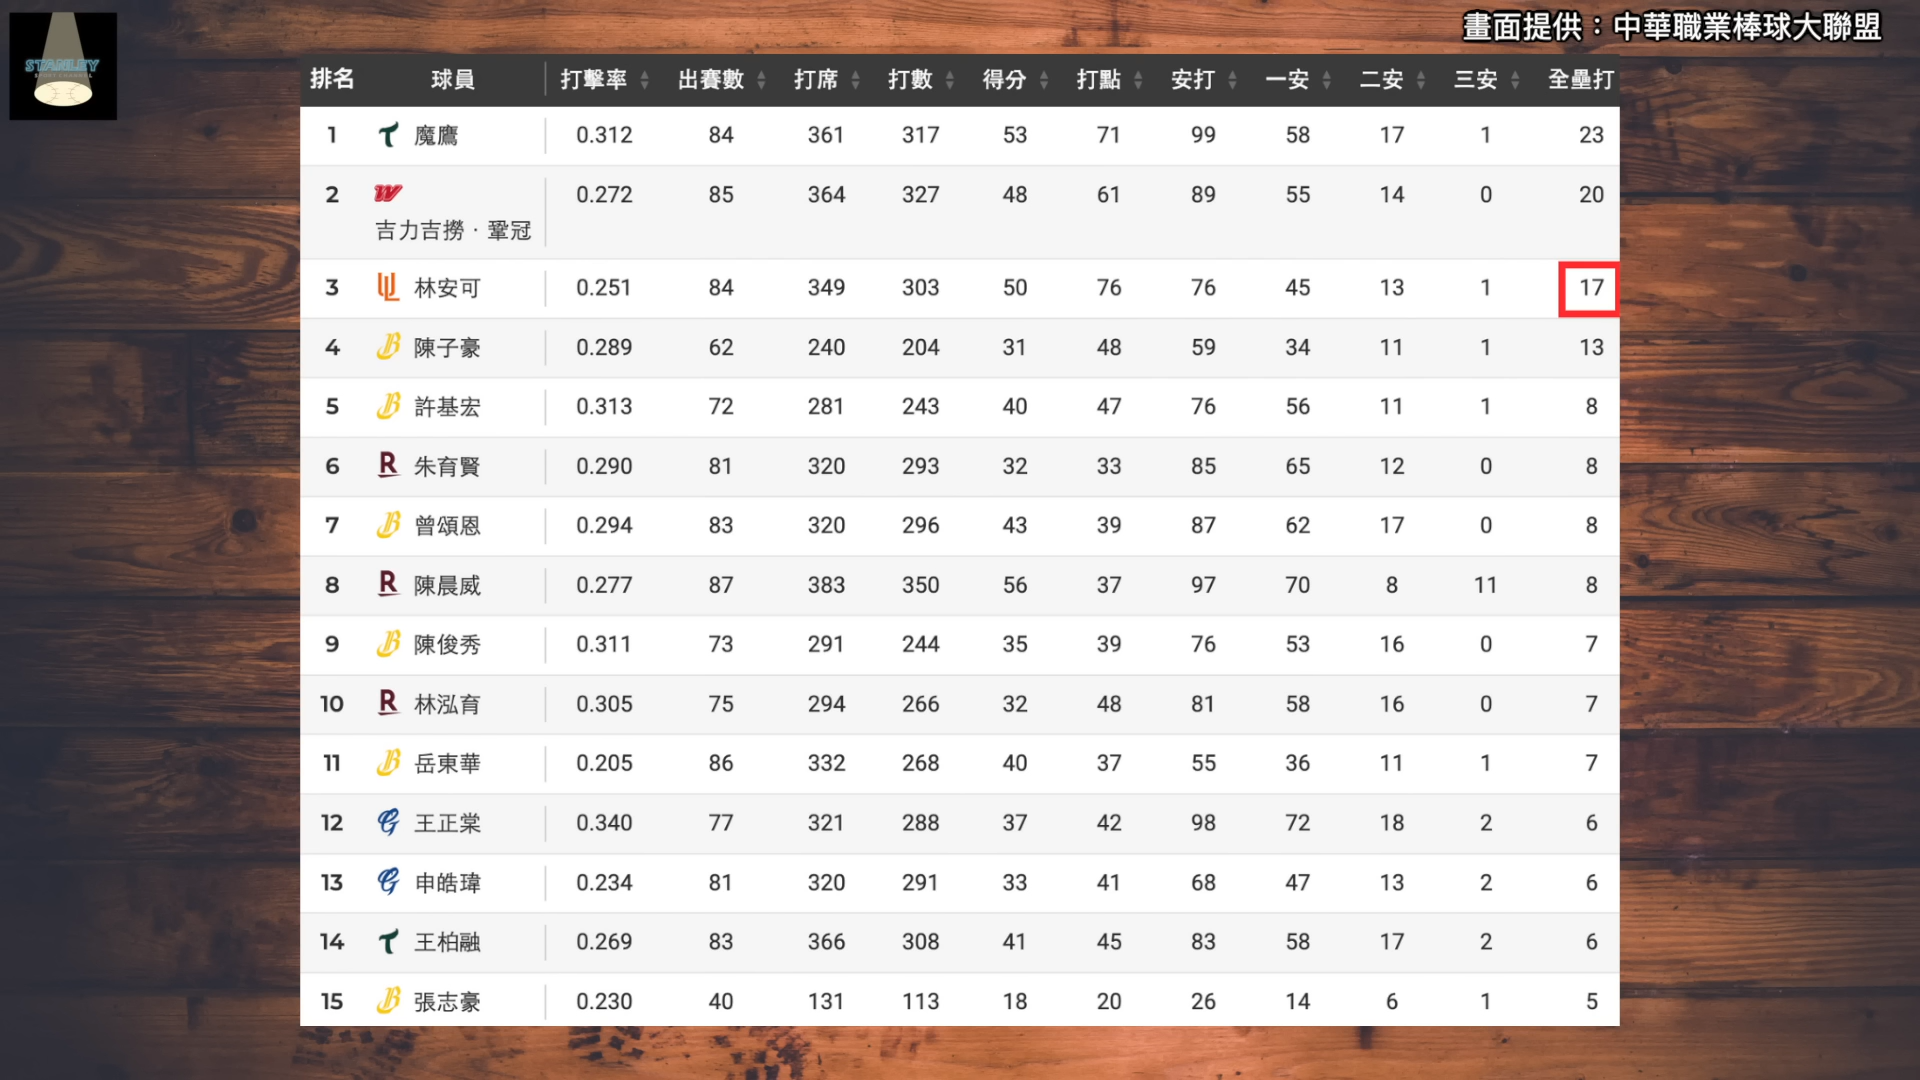 畫面提供：中華職業棒球大聯盟
STANLEY
排名 球員 打擊率 出賽數 打席 打數 得分 打點 安打 一安 二安 三安 全壘打
1 魔鷹 0.312 84 361 317 53 71 99 58 17 1 23
2 W 0.272 85 364 327 48 61 89 55 14 0 20
吉力吉撈·鞏冠
3 UL 林安可 0.251 84 349 303 50 76 76 45 13 1 17
4 B 陳子豪 0.289 62 240 204 31 48 59 34 11 1 13
5 B 許基宏 0.313 72 281 243 40 47 76 56 11 1 8
6 R 朱育賢 0.290 81 320 293 32 33 85 65 12 0 8
7 B 曾頌恩 0.294 83 320 296 43 39 87 62 17 0 8
8 R 陳晨威 0.277 87 383 350 56 37 97 70 8 11 8
9 B 陳俊秀 0.311 73 291 244 35 39 76 53 16 0 7
10 R 林泓育 0.305 75 294 266 32 48 81 58 16 0 7
11 B 岳東華 0.205 86 332 268 40 37 55 36 11 1 7
12 G 王正棠 0.340 77 321 288 37 42 98 72 18 2 6
13 G 申皓瑋 0.234 81 320 291 33 41 68 47 13 2 6
14 T 王柏融 0.269 83 366 308 41 45 83 58 17 2 6
15 B 張志豪 0.230 40 131 113 18 20 26 14 6 1 5